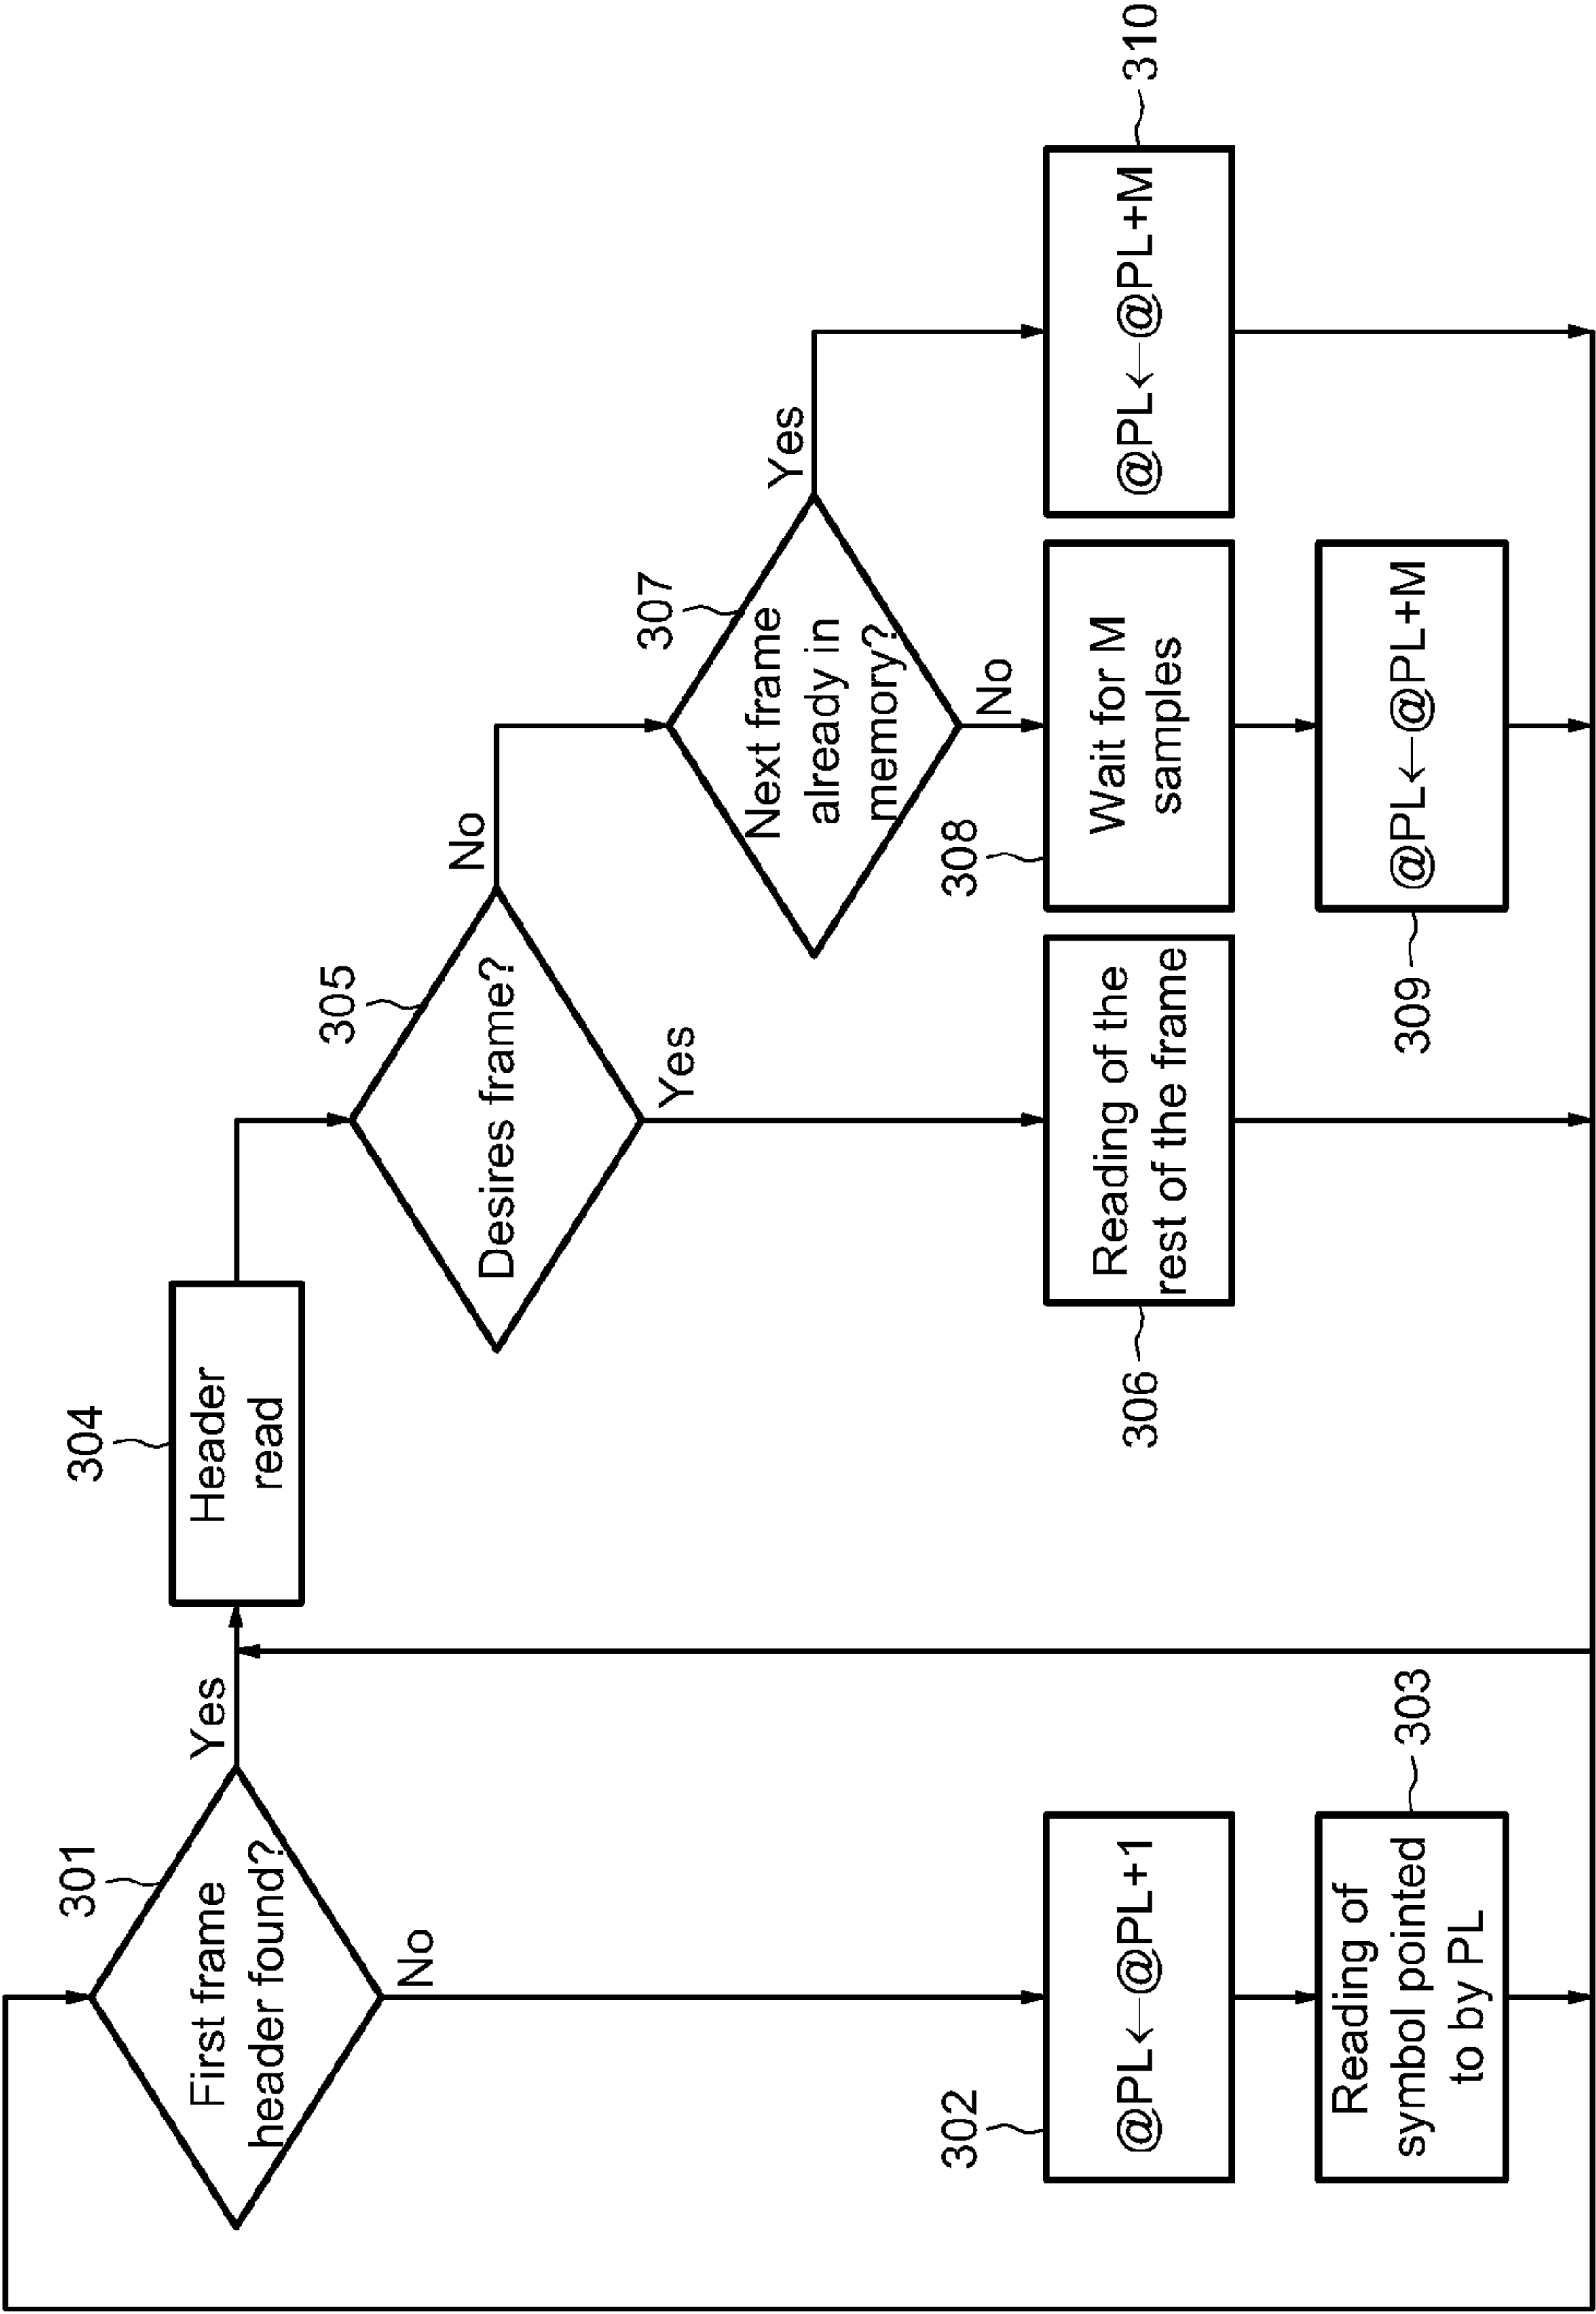 301
First frame
header found?
Yes
No
302
@PL←@PL+1
Reading of
symbol pointed
to by PL
303
304
Header
read
305
Desires frame?
No
Yes
Reading of the
rest of the frame
306
307
Next frame
already in
memory?
Yes
No
308
Wait for M
samples
@PL←@PL+M
309
@PL←@PL+M
310